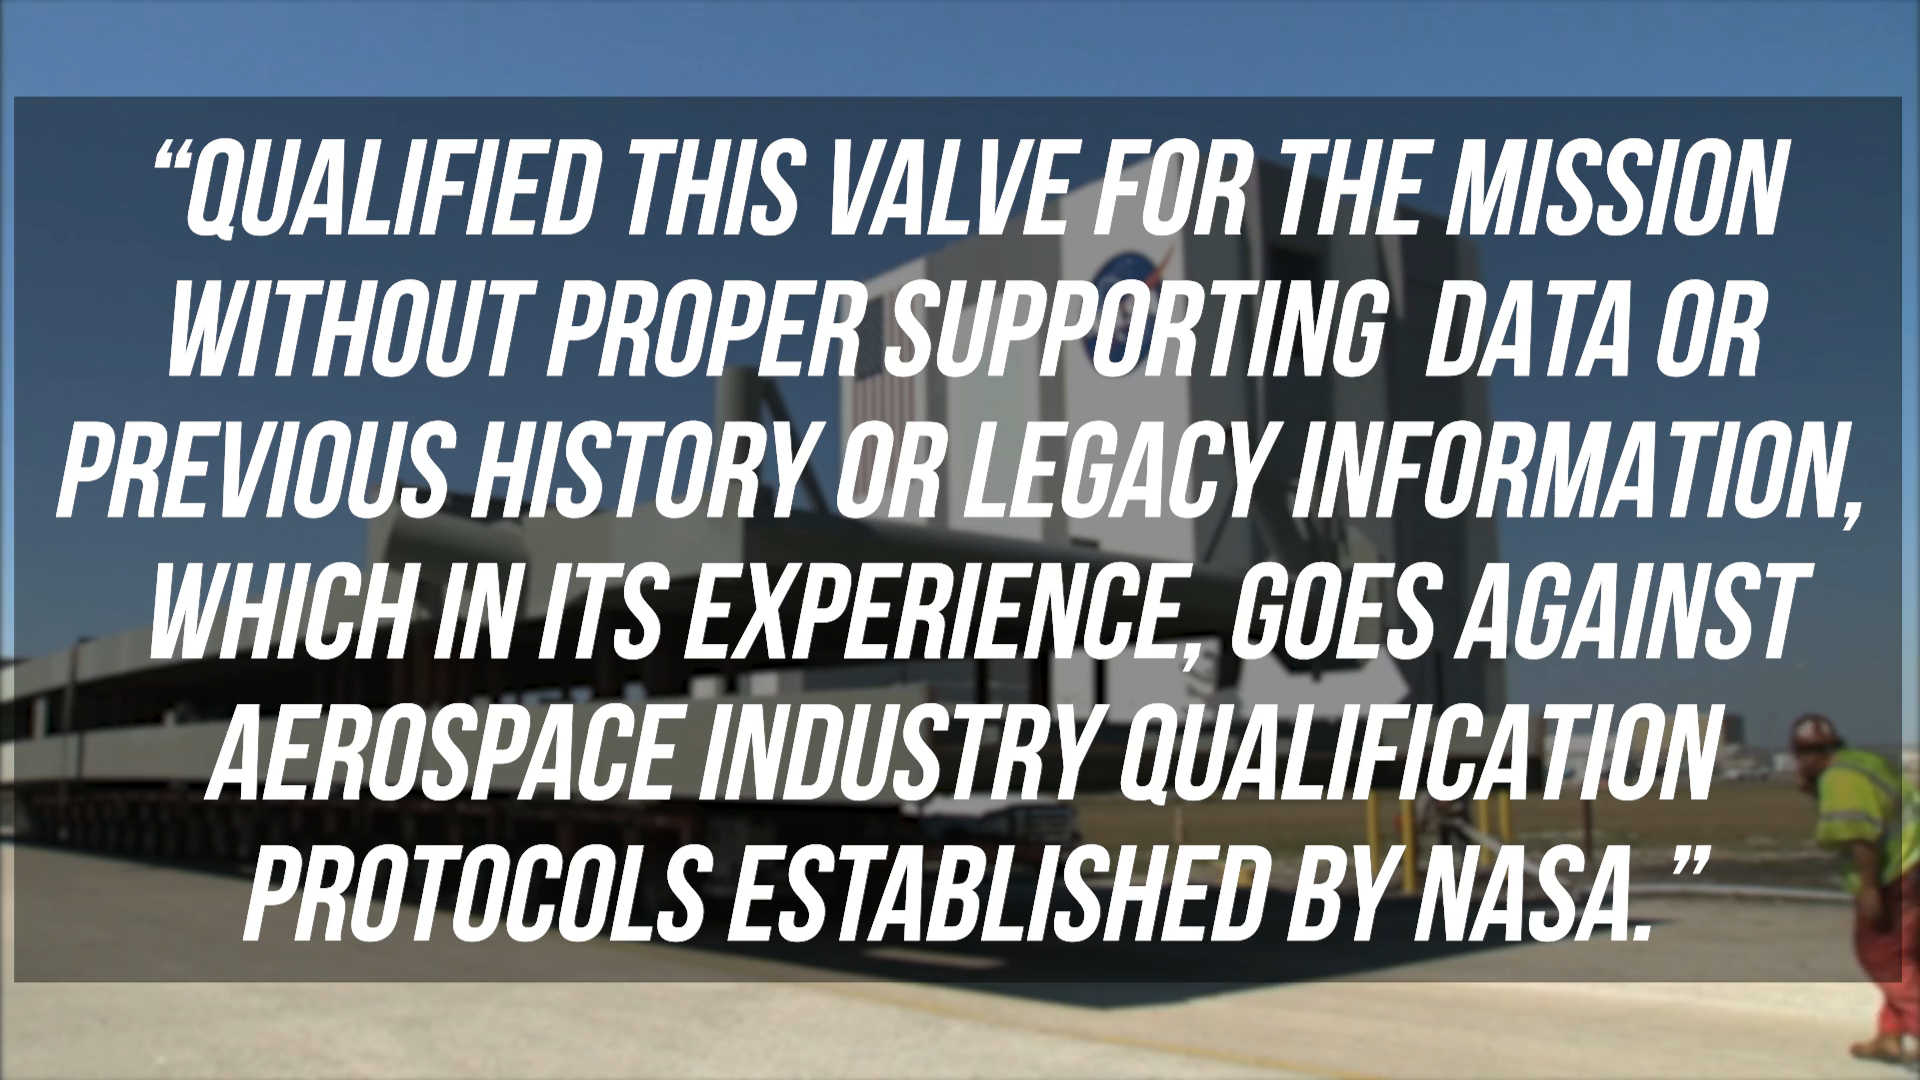 “QUALIFIED THIS VALVE FOR THE MISSION
WITHOUT PROPER SUPPORTING DATA OR
PREVIOUS HISTORY OR LEGACY INFORMATION,
WHICH IN ITS EXPERIENCE, GOES AGAINST
AEROSPACE INDUSTRY QUALIFICATION
PROTOCOLS ESTABLISHED BY NASA.”